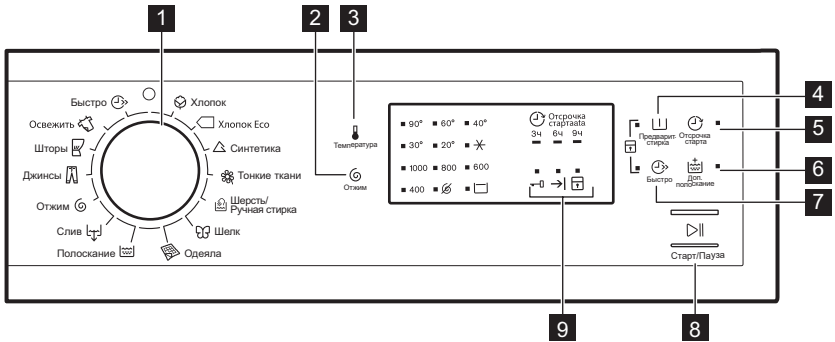 1
2
3
4
5
6
7
8
9
Быстро
Освежить
Шторы
Джинсы
Отжим
Слив
Полоскание
Хлопок
Хлопок Eco
Синтетика
Тонкие ткани
Шерсть/
Ручная стирка
Шелк
Одеяла
Температура
Отжим
90° 60° 40°
30° 20°
1000 800 600
400
Отсрочка
стартаata
3ч 6ч 9ч
Предварит.
стирка
Отсрочка
старта
Быстро
Доп.
полоскание
Старт/Пауза